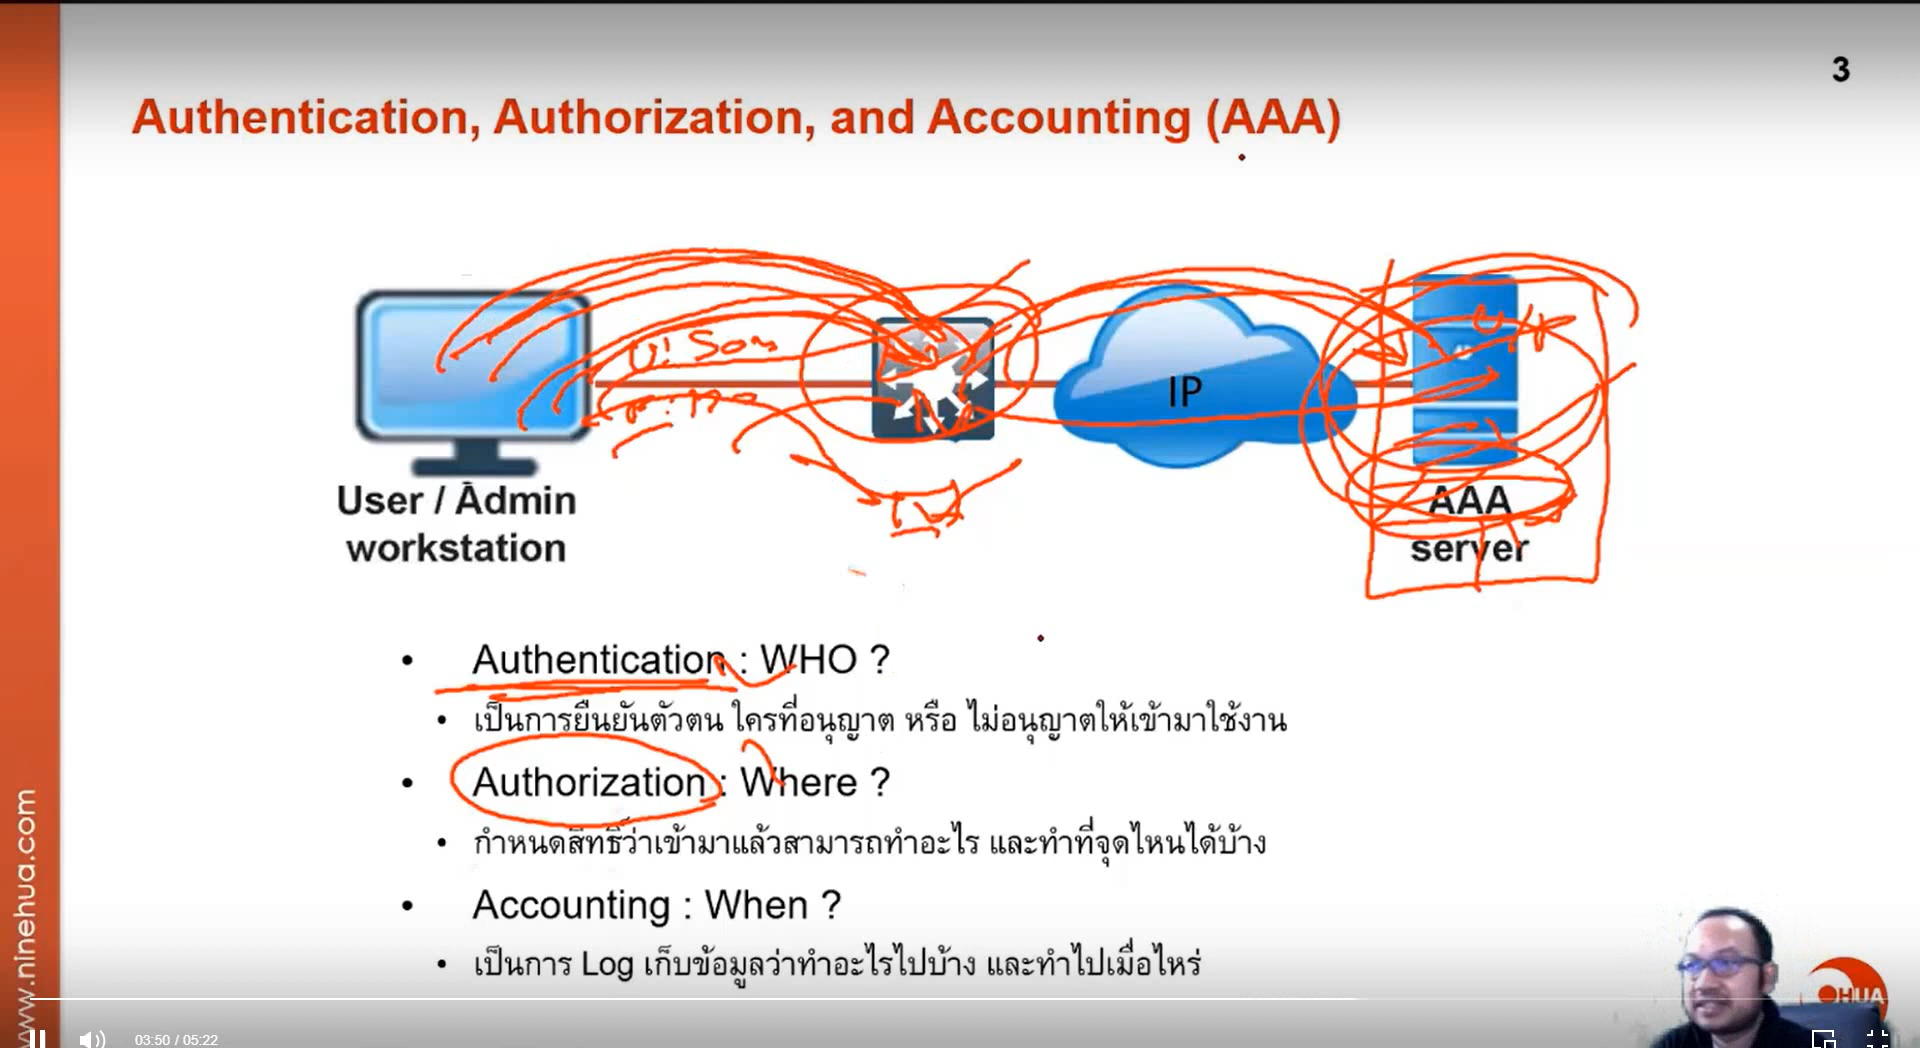 3
Authentication, Authorization, and Accounting (AAA)
U: Som
IP
User / Admin
workstation
AAA
server
• Authentication : WHO ?
• เป็นการยืนยันตัวตน ใครที่อนุญาต หรือ ไม่อนุญาตให้เข้ามาใช้งาน
• Authorization : Where ?
• กำหนดสิทธิ์ว่าเข้ามาแล้วสามารถทำอะไร และทำที่จุดไหนได้บ้าง
• Accounting : When ?
• เป็นการ Log เก็บข้อมูลว่าทำอะไรไปบ้าง และทำไปเมื่อไหร่
www.ninehua.com
HUA
03:50 / 05:22